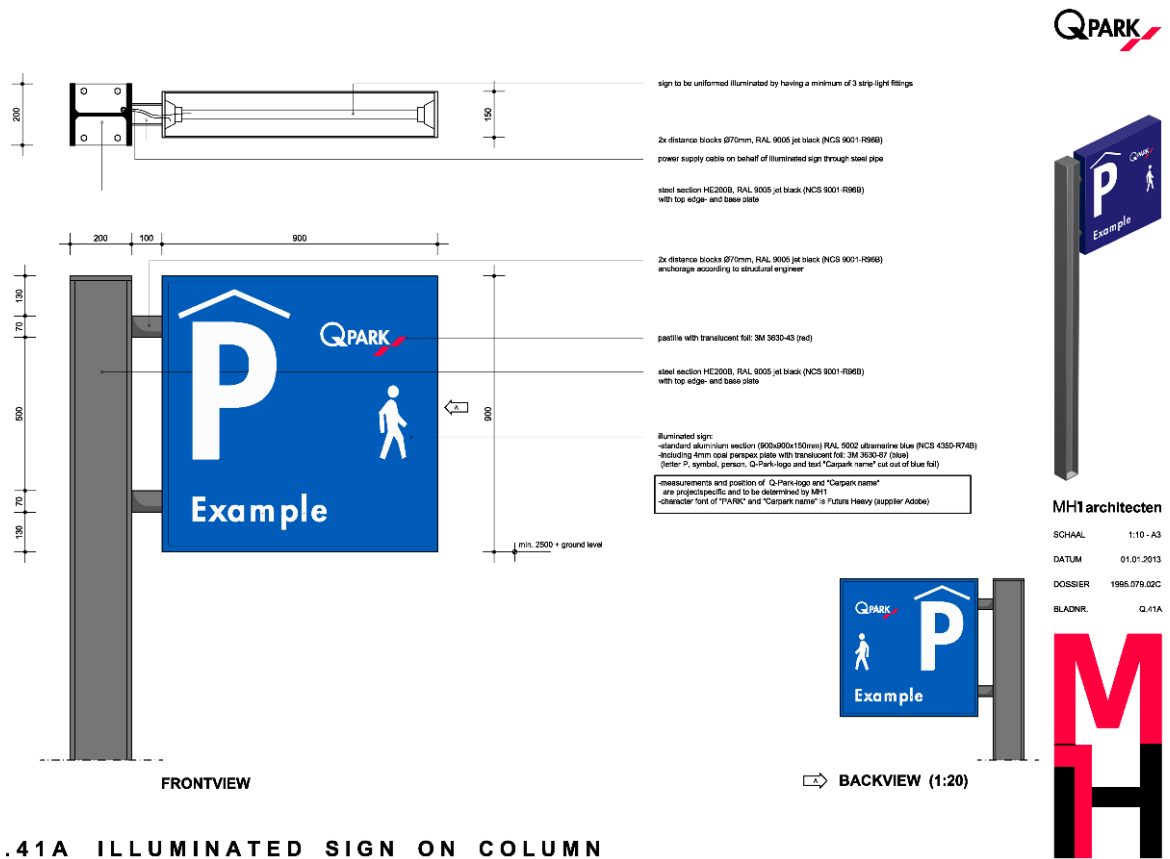 QPARK
sign to be uniformed illuminated by having a minimum of 3 strip-light fittings
200
150
2x distance blocks Ø70mm, RAL 9005 jet black (NCS 9001-R96B)
power supply cable on behalf of illuminated sign through steel pipe
steel section HE200B, RAL 9005 jet black (NCS 9001-R96B)
with top edge- and base plate
P
QPARK
Example
200 100 900
2x distance blocks Ø70mm, RAL 9005 jet black (NCS 9001-R96B)
anchorage according to structural engineer
130
70
500
70
130
P
QPARK
Example
A
900
pastille with translucent foil: 3M 3630-43 (red)
steel section HE200B, RAL 9005 jet black (NCS 9001-R96B)
with top edge- and base plate
illuminated sign:
-standard aluminium section (900x900x150mm) RAL 5002 ultramarine blue (NCS 4350-R74B)
-including 4mm opal perspex plate with translucent foil: 3M 3630-87 (blue)
(letter P, symbol, person, Q-Park-logo and text "Carpark name" cut out of blue foil)
-measurements and position of Q-Park-logo and "Carpark name"
are projectspecific and to be determined by MH1
-character font of "PARK" and "Carpark name" is Futura Heavy (supplier Adobe)
min. 2500 + ground level
MH1 architecten
SCHAAL 1:10 - A3
DATUM 01.01.2013
DOSSIER 1995.079.02C
BLADNR. Q.41A
QPARK
P
Example
FRONTVIEW
A BACKVIEW (1:20)
MH1
.41A ILLUMINATED SIGN ON COLUMN